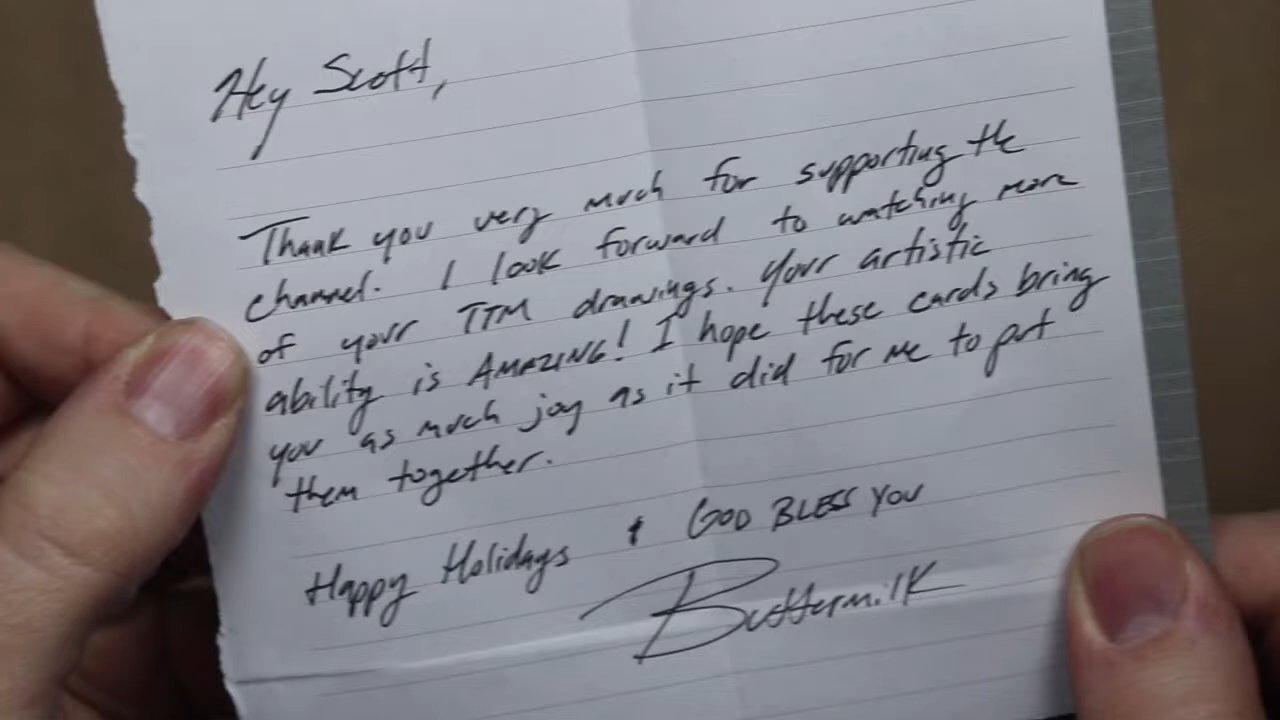 Hey Scott,
Thank you very much for supporting the
channel. I look forward to watching more
of your TTM drawings. Your artistic
ability is AMAZING! I hope these cards bring
you as much joy as it did for me to put
them together.
Happy Holidays & GOD BLESS YOU
Buttermilk